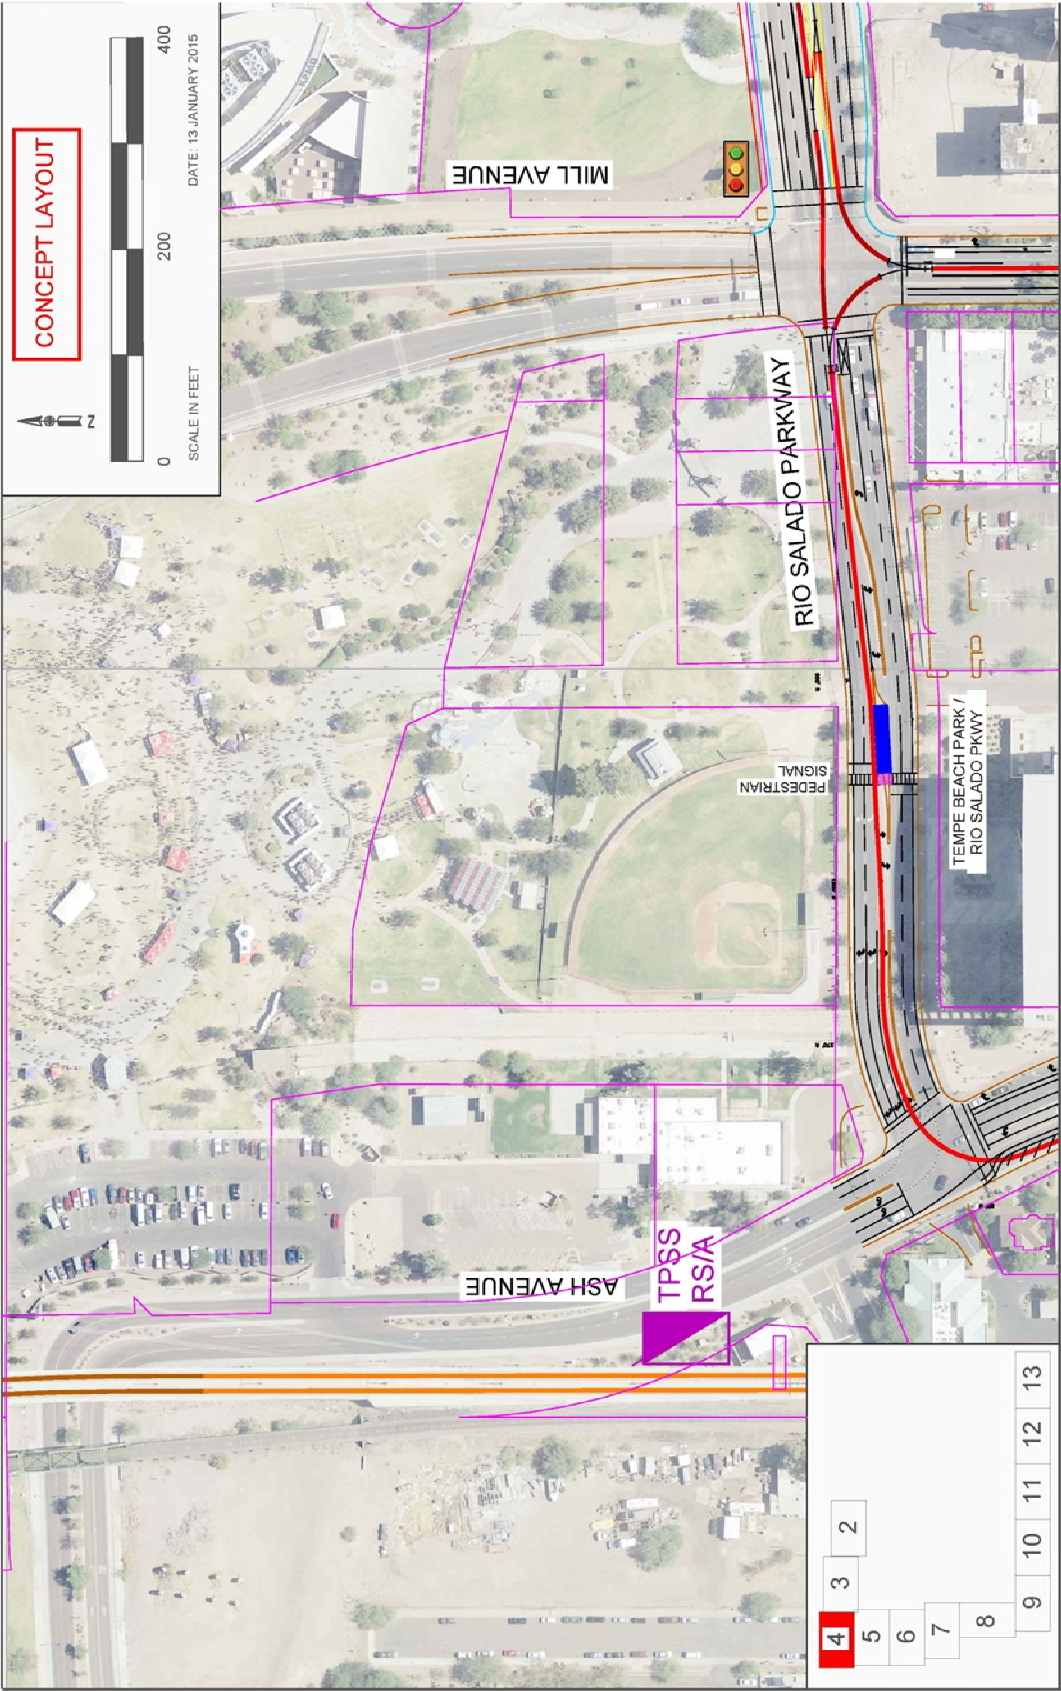 CONCEPT LAYOUT
0 200 400
SCALE IN FEET
DATE: 13 JANUARY 2015
N
MILL AVENUE
RIO SALADO PARKWAY
PEDESTRIAN
SIGNAL
TEMPE BEACH PARK /
RIO SALADO PKWY
ASH AVENUE
TPSS
RS/A
2
3
4
5
6
7
8
9 10 11 12 13